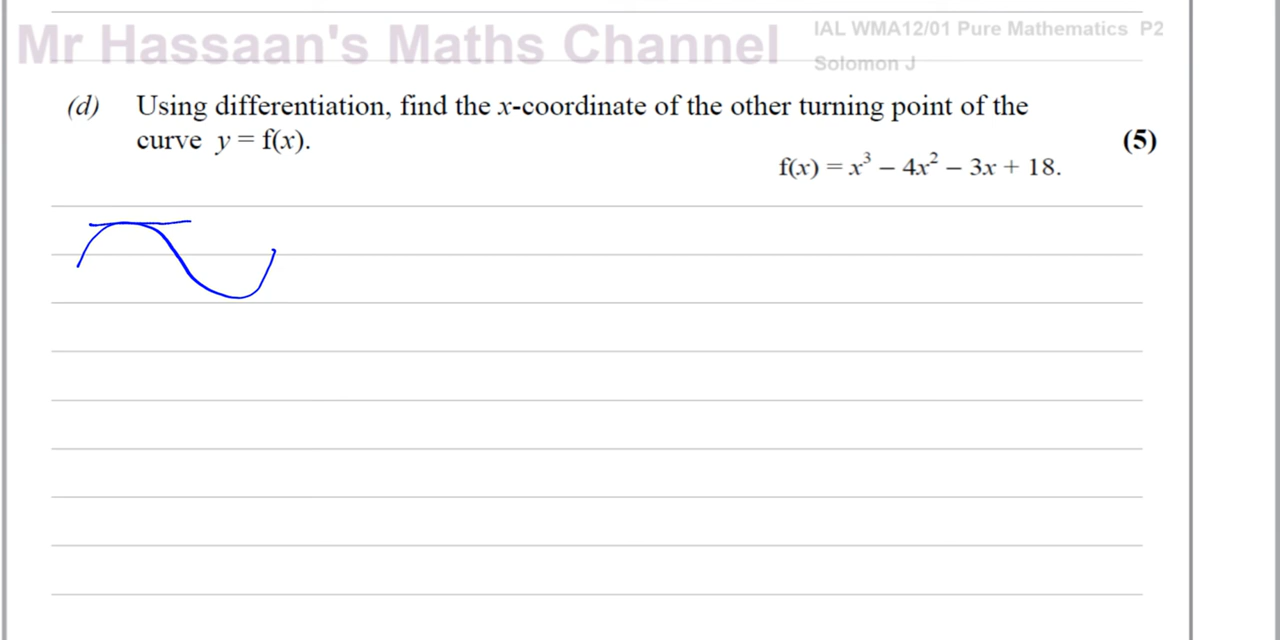 Mr Hassaan's Maths Channel
IAL WMA12/01 Pure Mathematics P2
Solomon J
(d) Using differentiation, find the x-coordinate of the other turning point of the
curve y = f(x).
(5)
f(x) = x³ – 4x² – 3x + 18.